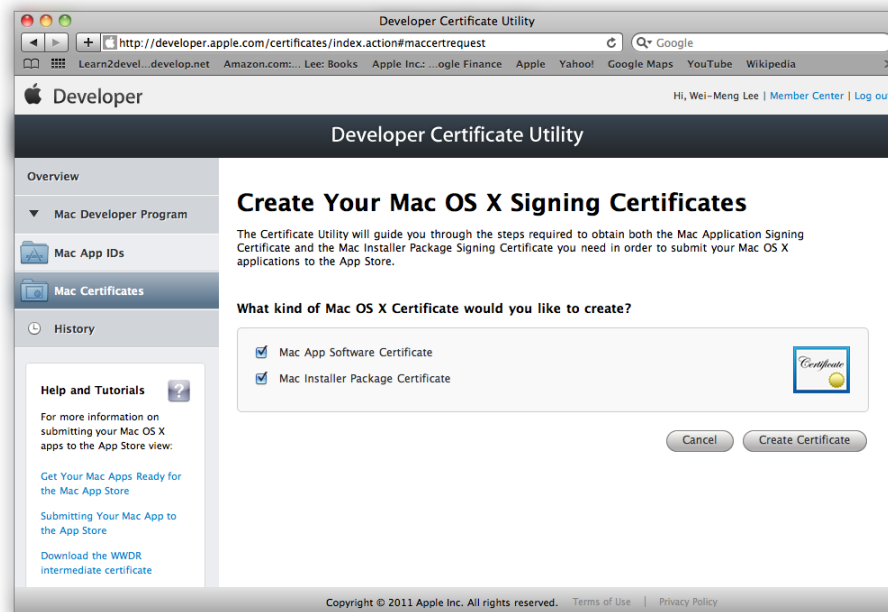 Developer Certificate Utility
http://developer.apple.com/certificates/index.action#maccertrequest
Google
Learn2devel...develop.net Amazon.com:... Lee: Books Apple Inc.: ...ogle Finance Apple Yahoo! Google Maps YouTube Wikipedia
Developer
Hi, Wei-Meng Lee | Member Center | Log out
Developer Certificate Utility
Overview
Mac Developer Program
Mac App IDs
Mac Certificates
History
Help and Tutorials ?
For more information on
submitting your Mac OS X
apps to the App Store view:
Get Your Mac Apps Ready for
the Mac App Store
Submitting Your Mac App to
the App Store
Download the WWDR
intermediate certificate
Create Your Mac OS X Signing Certificates
The Certificate Utility will guide you through the steps required to obtain both the Mac Application Signing
Certificate and the Mac Installer Package Signing Certificate you need in order to submit your Mac OS X
applications to the App Store.
What kind of Mac OS X Certificate would you like to create?
Mac App Software Certificate
Mac Installer Package Certificate
Certificate
Cancel Create Certificate
Copyright © 2011 Apple Inc. All rights reserved. Terms of Use | Privacy Policy